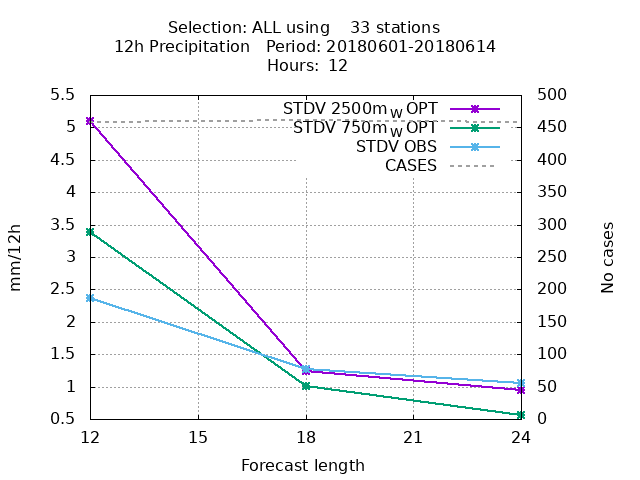 Selection: ALL using 33 stations
12h Precipitation Period: 20180601-20180614
Hours: 12
STDV 2500m W OPT
STDV 750m W OPT
STDV OBS
CASES
5.5
5
4.5
4
3.5
3
2.5
2
1.5
1
0.5
500
450
400
350
300
250
200
150
100
50
0
mm/12h
No cases
12 15 18 21 24
Forecast length